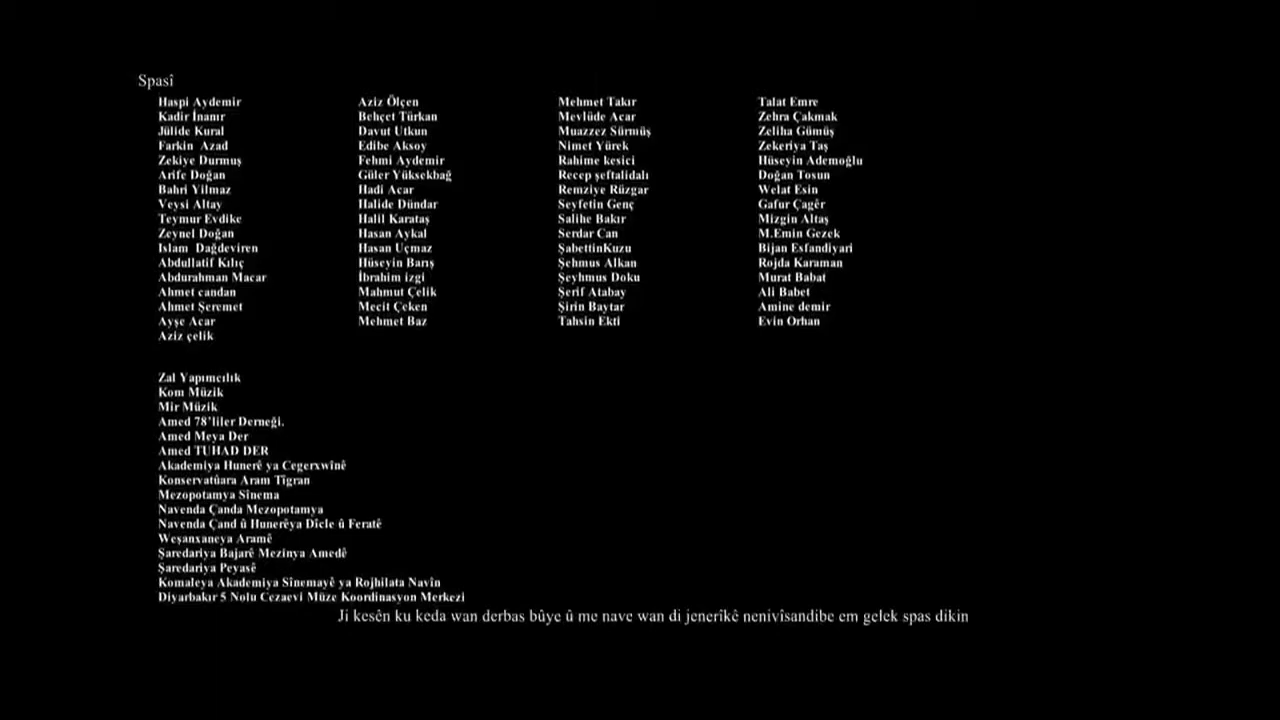 Spasî
Haspi Aydemir
Kadir İnanır
Jülide Kural
Farkin Azad
Zekiye Durmuş
Arife Doğan
Bahri Yilmaz
Veysi Altay
Teymur Evdike
Zeynel Doğan
Islam Dağdeviren
Abdullatif Kılıç
Abdurahman Macar
Ahmet candan
Ahmet Şeremet
Ayşe Acar
Aziz çelik
Aziz Ölçen
Behçet Türkan
Davut Utkun
Edibe Aksoy
Fehmi Aydemir
Güler Yüksekbağ
Hadi Acar
Halide Dündar
Halil Karataş
Hasan Aykal
Hasan Uçmaz
Hüseyin Barış
İbrahim izgi
Mahmut Çelik
Mecit Çeken
Mehmet Baz
Mehmet Takır
Mevlüde Acar
Muazzez Sürmüş
Nimet Yürek
Rahime kesici
Recep şeftalidalı
Remziye Rüzgar
Seyfetin Genç
Salihe Bakır
Serdar Can
ŞabettinKuzu
Şehmus Alkan
Şeyhmus Doku
Şerif Atabay
Şirin Baytar
Tahsin Ekti
Talat Emre
Zehra Çakmak
Zeliha Gümüş
Zekeriya Taş
Hüseyin Ademoğlu
Doğan Tosun
Welat Esin
Gafur Çagêr
Mizgin Altaş
M.Emin Gezek
Bijan Esfandiyari
Rojda Karaman
Murat Babat
Ali Babet
Amine demir
Evin Orhan
Zal Yapımcılık
Kom Müzik
Mir Müzik
Amed 78'liler Derneği.
Amed Meya Der
Amed TUHAD DER
Akademiya Hunerê ya Cegerxwînê
Konservatûara Aram Tîgran
Mezopotamya Sînema
Navenda Çanda Mezopotamya
Navenda Çand û Hunerêya Dîcle û Feratê
Weşanxaneya Aramê
Şaredariya Bajarê Mezinya Amedê
Şaredariya Peyasê
Komaleya Akademiya Sînemayê ya Rojhilata Navîn
Diyarbakır 5 Nolu Cezaevi Müze Koordinasyon Merkezi
Ji kesên ku keda wan derbas bûye û me nave wan di jenerîkê nenivîsandibe em gelek spas dikin